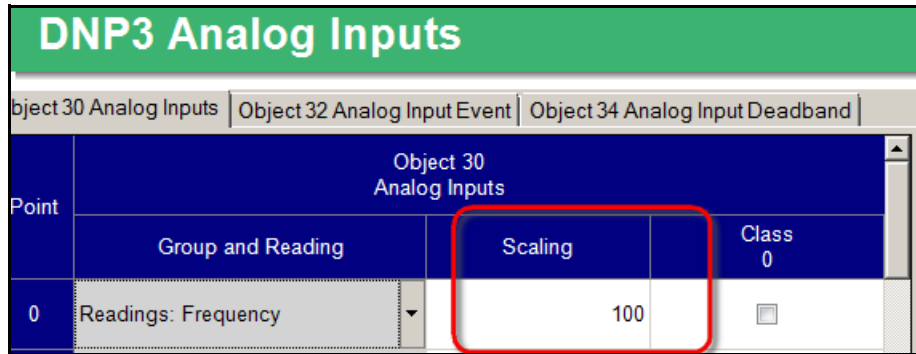 DNP3 Analog Inputs
bject 30 Analog Inputs Object 32 Analog Input Event Object 34 Analog Input Deadband
Point
Object 30
Analog Inputs
Group and Reading Scaling Class
0
0 Readings: Frequency 100